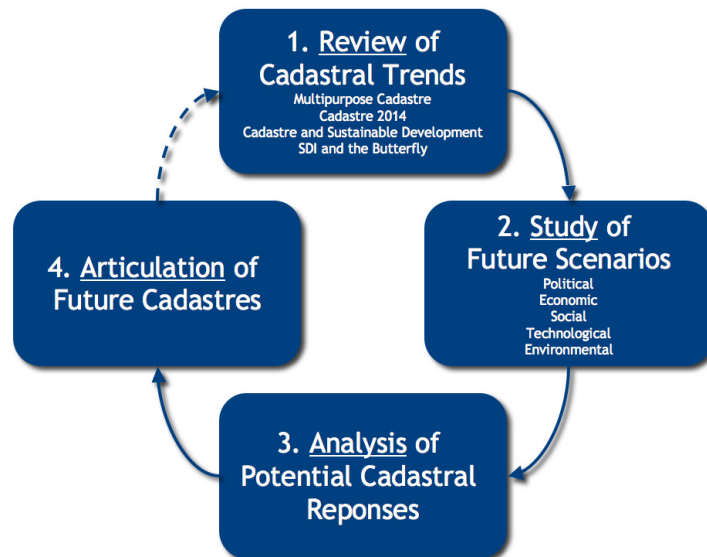 1. Review of
Cadastral Trends
Multipurpose Cadastre
Cadastre 2014
Cadastre and Sustainable Development
SDI and the Butterfly
2. Study of
Future Scenarios
Political
Economic
Social
Technological
Environmental
3. Analysis of
Potential Cadastral
Reponses
4. Articulation of
Future Cadastres